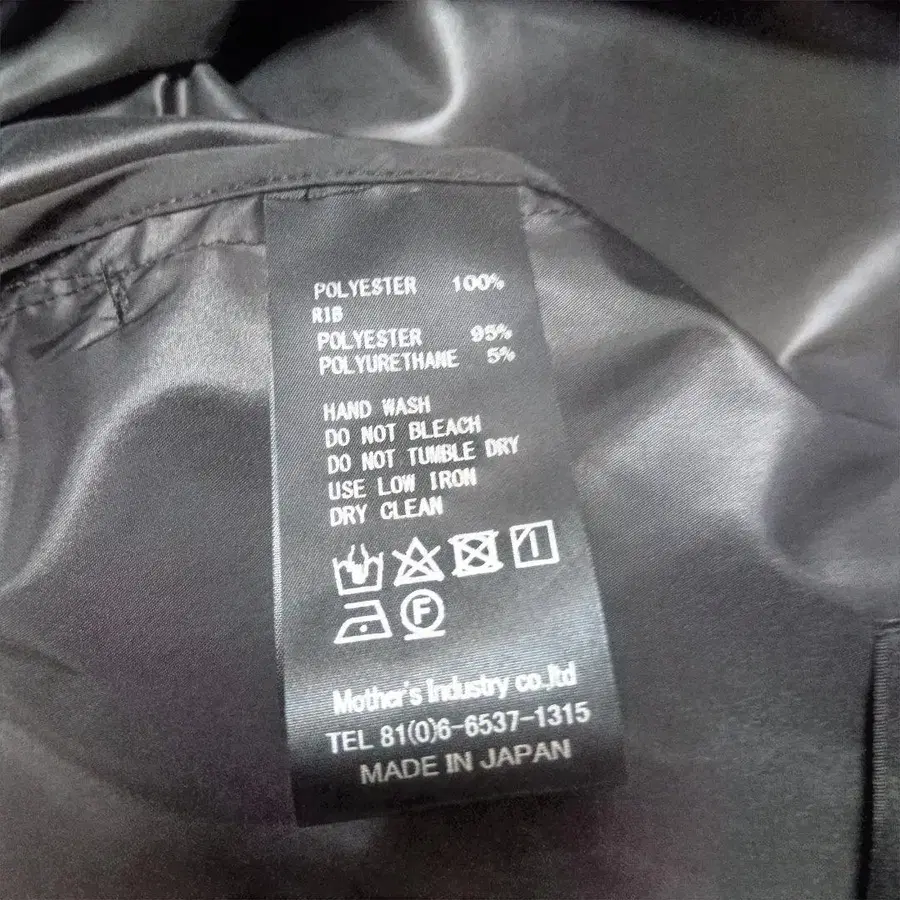 POLYESTER 100%
RIB
POLYESTER 95%
POLYURETHANE 5%
HAND WASH
DO NOT BLEACH
DO NOT TUMBLE DRY
USE LOW IRON
DRY CLEAN
F
Mother's Industry co.,ltd
TEL 81(0)6-6537-1315
MADE IN JAPAN